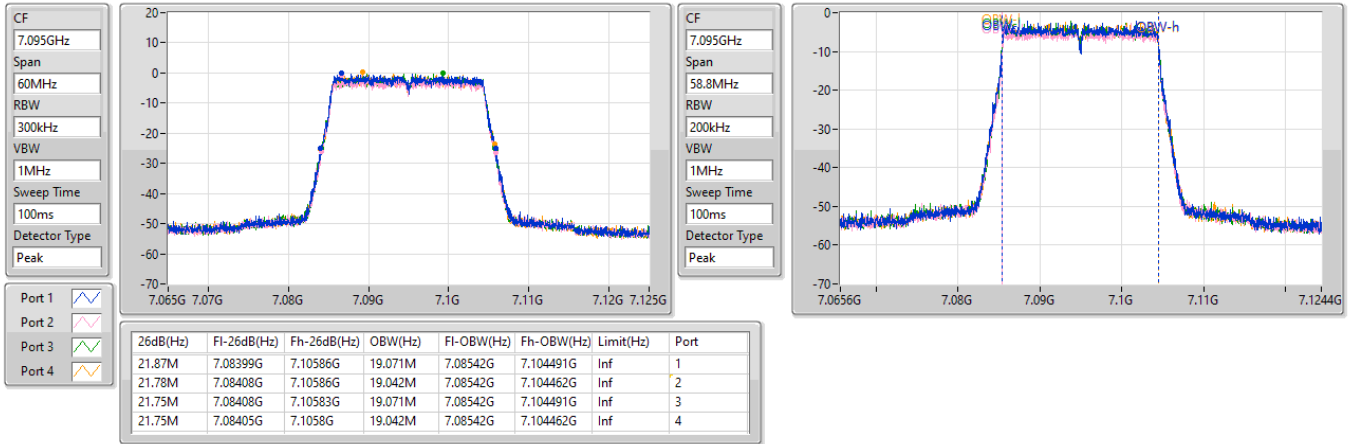 CF
7.095GHz
Span
60MHz
RBW
300kHz
VBW
1MHz
Sweep Time
100ms
Detector Type
Peak
Port 1
Port 2
Port 3
Port 4
20
10
0
-10
-20
-30
-40
-50
-60
-70
7.065G 7.07G 7.08G 7.09G 7.1G 7.11G 7.12G 7.125G
CF
7.095GHz
Span
58.8MHz
RBW
200kHz
VBW
1MHz
Sweep Time
100ms
Detector Type
Peak
0
-10
-20
-30
-40
-50
-60
-70
OBW-h
7.0656G 7.08G 7.09G 7.1G 7.11G 7.1244G
26dB(Hz) Fl-26dB(Hz) Fh-26dB(Hz) OBW(Hz) Fl-OBW(Hz) Fh-OBW(Hz) Limit(Hz) Port
21.87M 7.08399G 7.10586G 19.071M 7.08542G 7.104491G Inf 1
21.78M 7.08408G 7.10586G 19.042M 7.08542G 7.104462G Inf 2
21.75M 7.08408G 7.10583G 19.071M 7.08542G 7.104491G Inf 3
21.75M 7.08405G 7.1058G 19.042M 7.08542G 7.104462G Inf 4